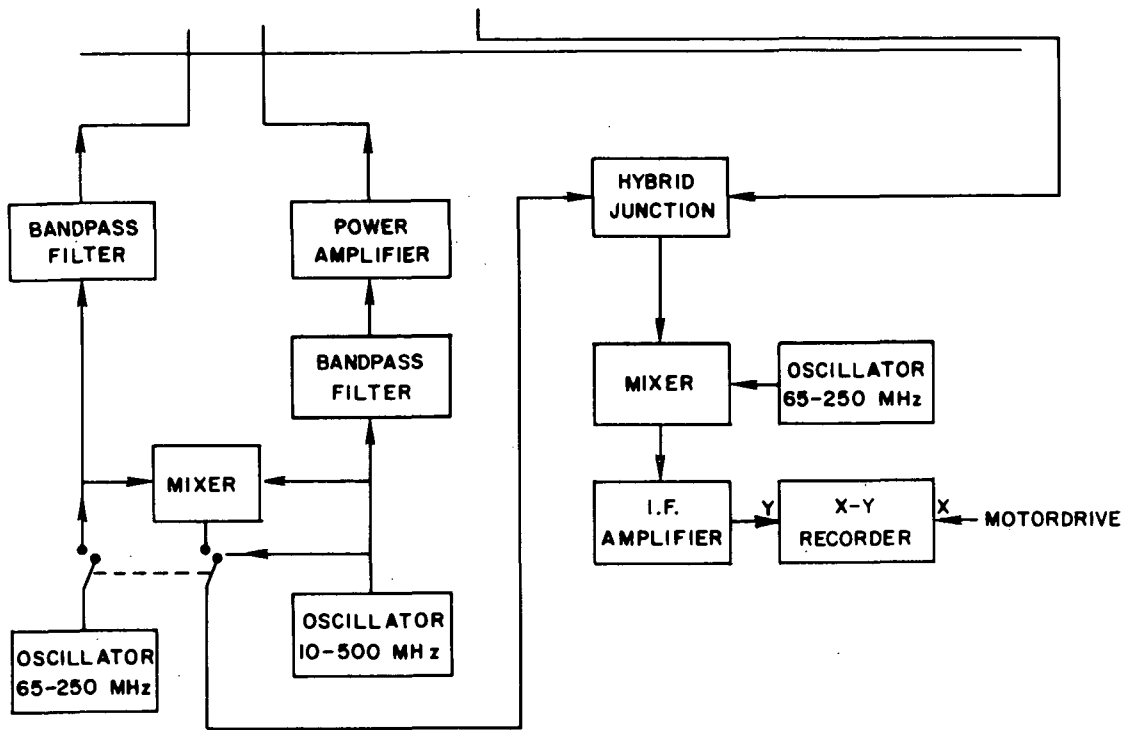 BANDPASS
FILTER
POWER
AMPLIFIER
HYBRID
JUNCTION
BANDPASS
FILTER
MIXER
OSCILLATOR
65-250 MHz
MIXER
I.F.
AMPLIFIER
Y
X-Y
RECORDER
X
MOTORDRIVE
OSCILLATOR
10-500 MHz
OSCILLATOR
65-250 MHz